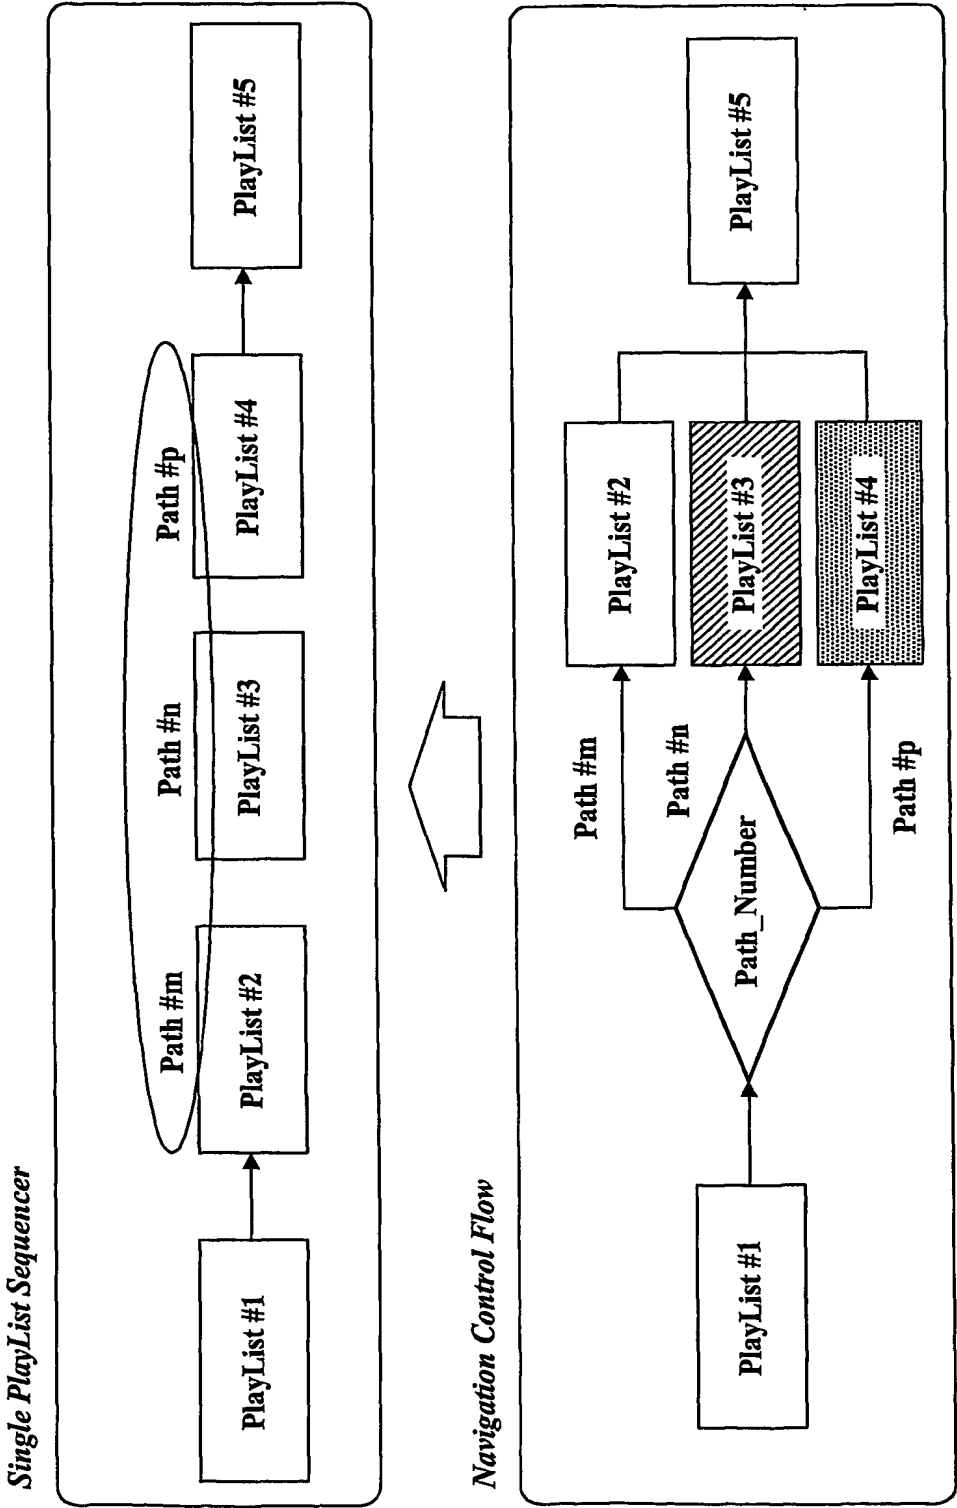 Single PlayList Sequencer
Path #m
Path #n
Path #p
PlayList #1
PlayList #2
PlayList #3
PlayList #4
PlayList #5
Navigation Control Flow
PlayList #1
Path_Number
Path #m
Path #n
Path #p
PlayList #2
PlayList #3
PlayList #4
PlayList #5